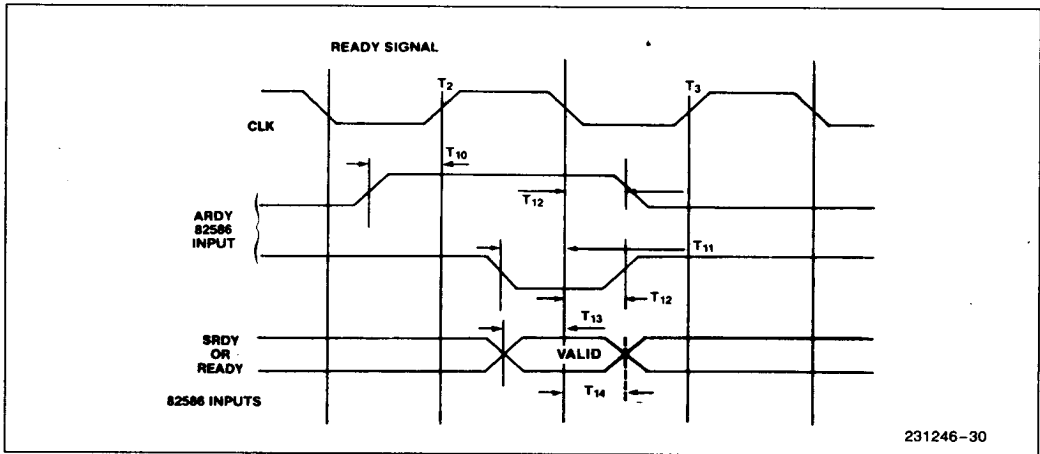 READY SIGNAL
T2
T3
CLK
T10
T12
ARDY
82586
INPUT
T11
T12
T13
SRDY
OR
READY
VALID
T14
82586 INPUTS
231246-30